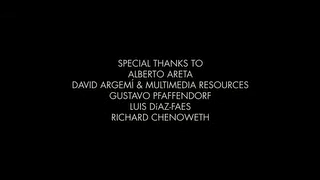 SPECIAL THANKS TO
ALBERTO ARETA
DAVID ARGEMÍ & MULTIMEDIA RESOURCES
GUSTAVO PFAFFENDORF
LUIS DíAZ-FAES
RICHARD CHENOWETH